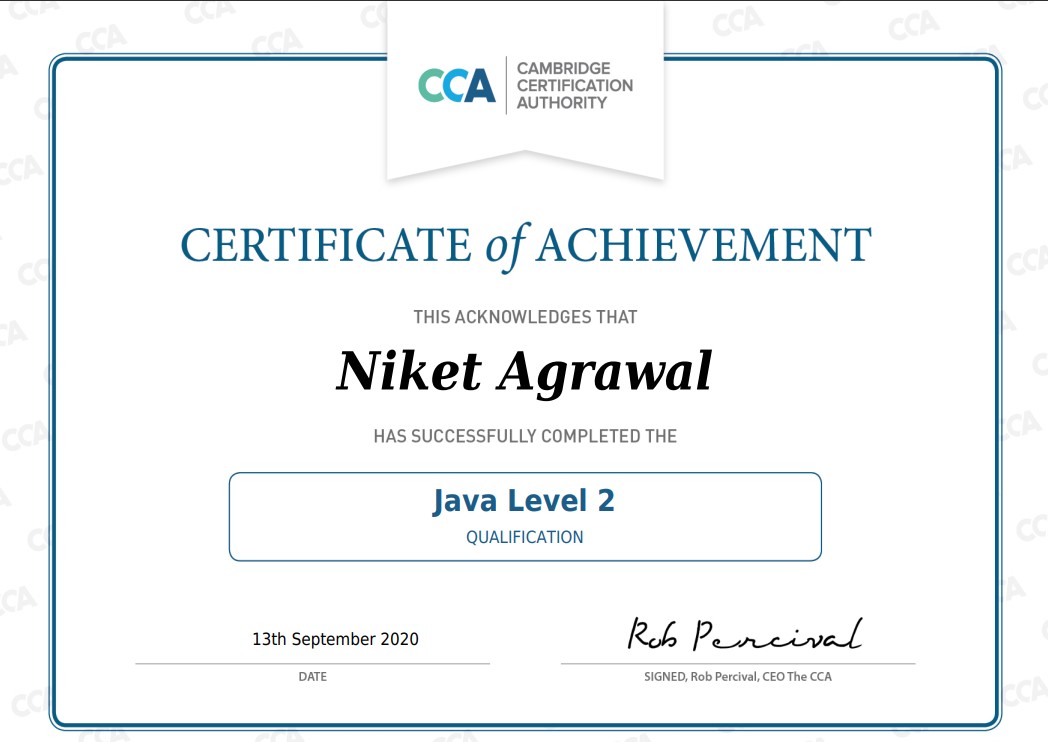 CCA
CAMBRIDGE
CERTIFICATION
AUTHORITY
CERTIFICATE of ACHIEVEMENT
THIS ACKNOWLEDGES THAT
Niket Agrawal
HAS SUCCESSFULLY COMPLETED THE
Java Level 2
QUALIFICATION
13th September 2020
Rob Percival
DATE
SIGNED, Rob Percival, CEO The CCA